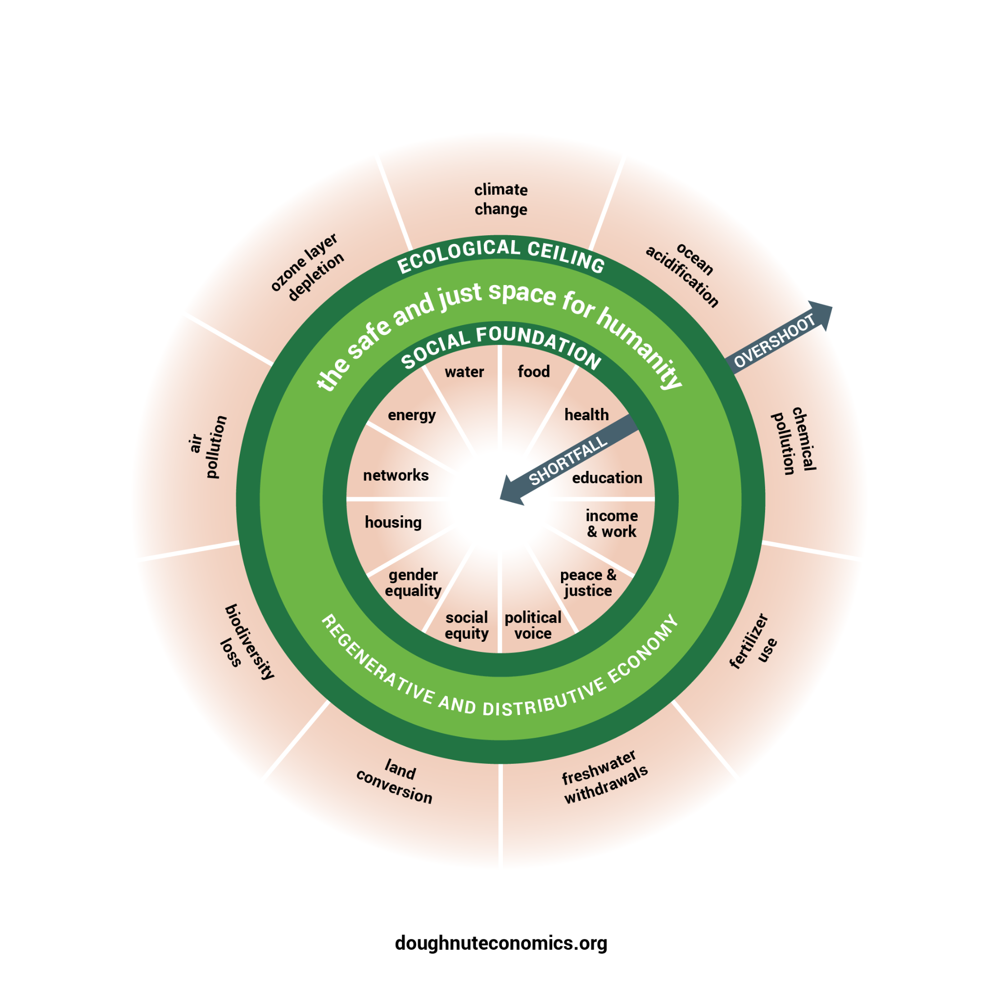 climate
change
ocean
acidification
chemical
pollution
fertilizer
use
freshwater
withdrawals
land
conversion
biodiversity
loss
air
pollution
ozone layer
depletion
OVERSHOOT
ECOLOGICAL CEILING
the safe and just space for humanity
SOCIAL FOUNDATION
water
food
health
SHORTFALL
education
income
& work
peace &
justice
political
voice
social
equity
gender
equality
housing
networks
energy
REGENERATIVE AND DISTRIBUTIVE ECONOMY
doughnuteconomics.org